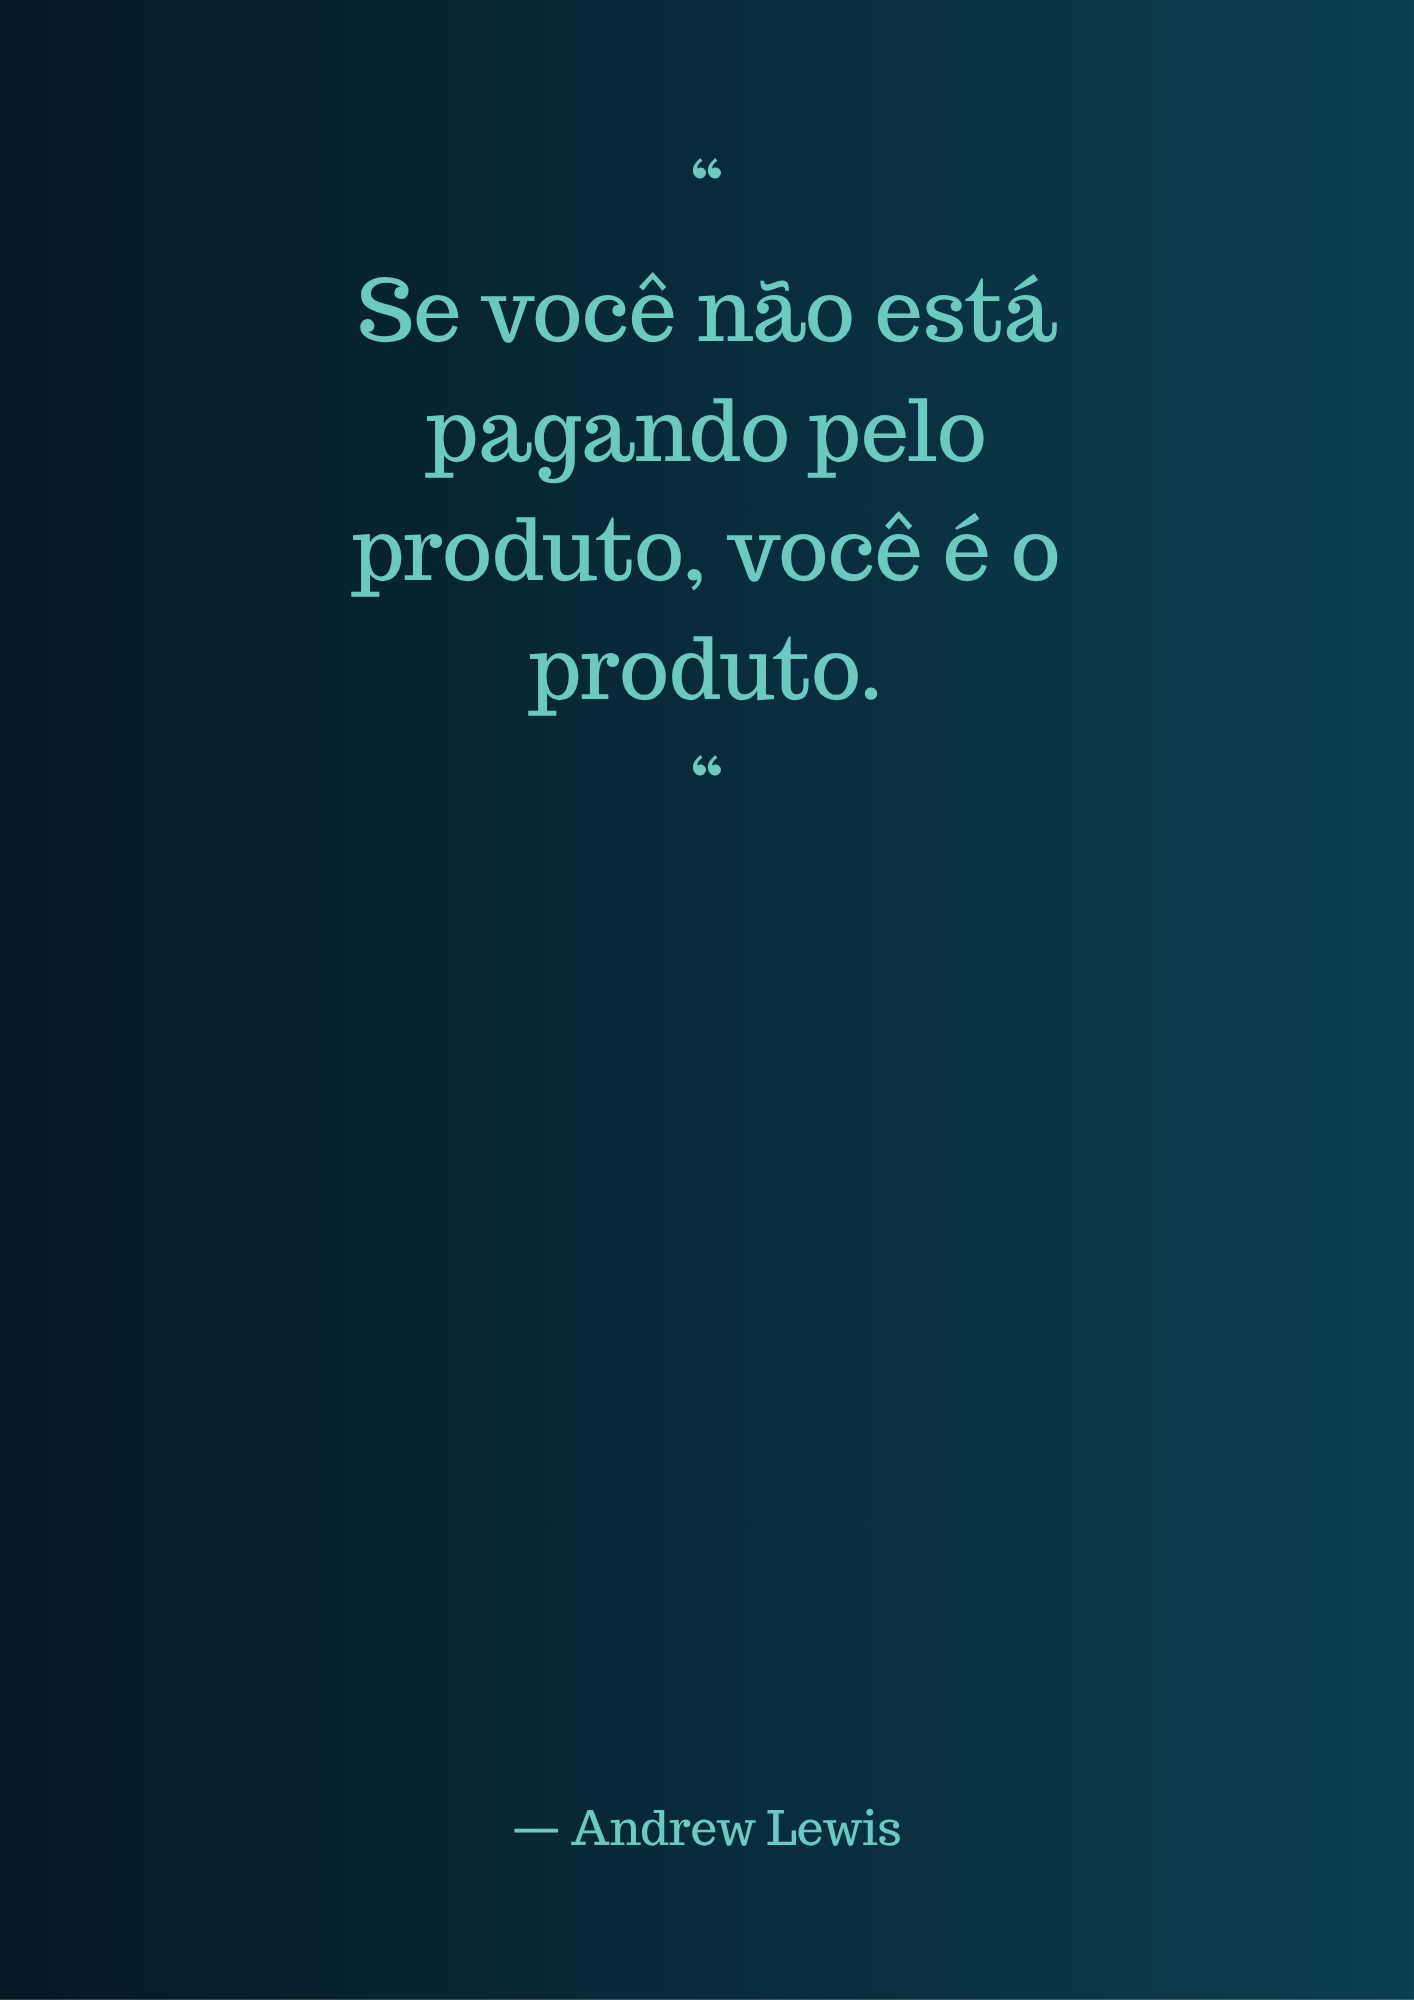 “
Se você não está
pagando pelo
produto, você é o
produto.
“
— Andrew Lewis